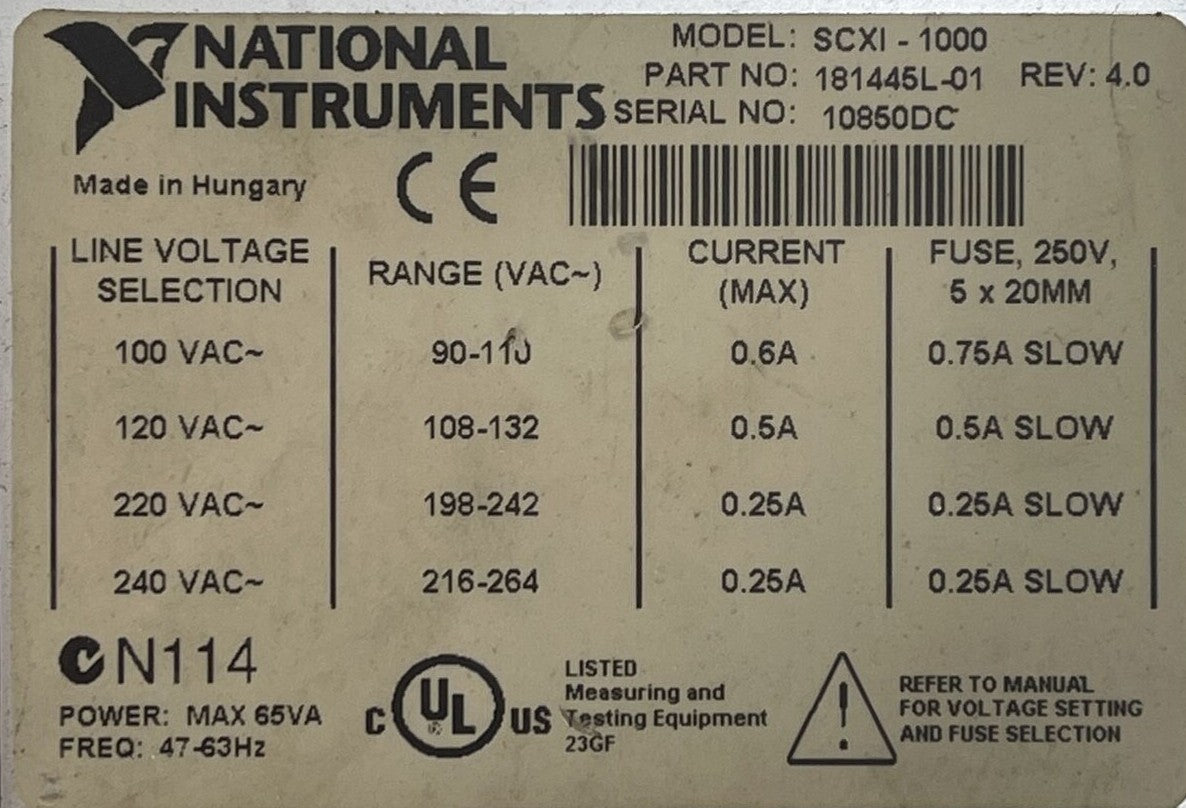 NATIONAL
INSTRUMENTS
MODEL: SCXI - 1000
PART NO: 181445L-01 REV: 4.0
SERIAL NO: 10850DC
Made in Hungary
CE
LINE VOLTAGE SELECTION RANGE (VAC~) CURRENT (MAX) FUSE, 250V, 5 x 20MM
100 VAC~ 90-110 0.6A 0.75A SLOW
120 VAC~ 108-132 0.5A 0.5A SLOW
220 VAC~ 198-242 0.25A 0.25A SLOW
240 VAC~ 216-264 0.25A 0.25A SLOW
N114
POWER: MAX 65VA
FREQ: 47-63Hz
C UL US
®
LISTED
Measuring and
Testing Equipment
23GF
!
REFER TO MANUAL
FOR VOLTAGE SETTING
AND FUSE SELECTION